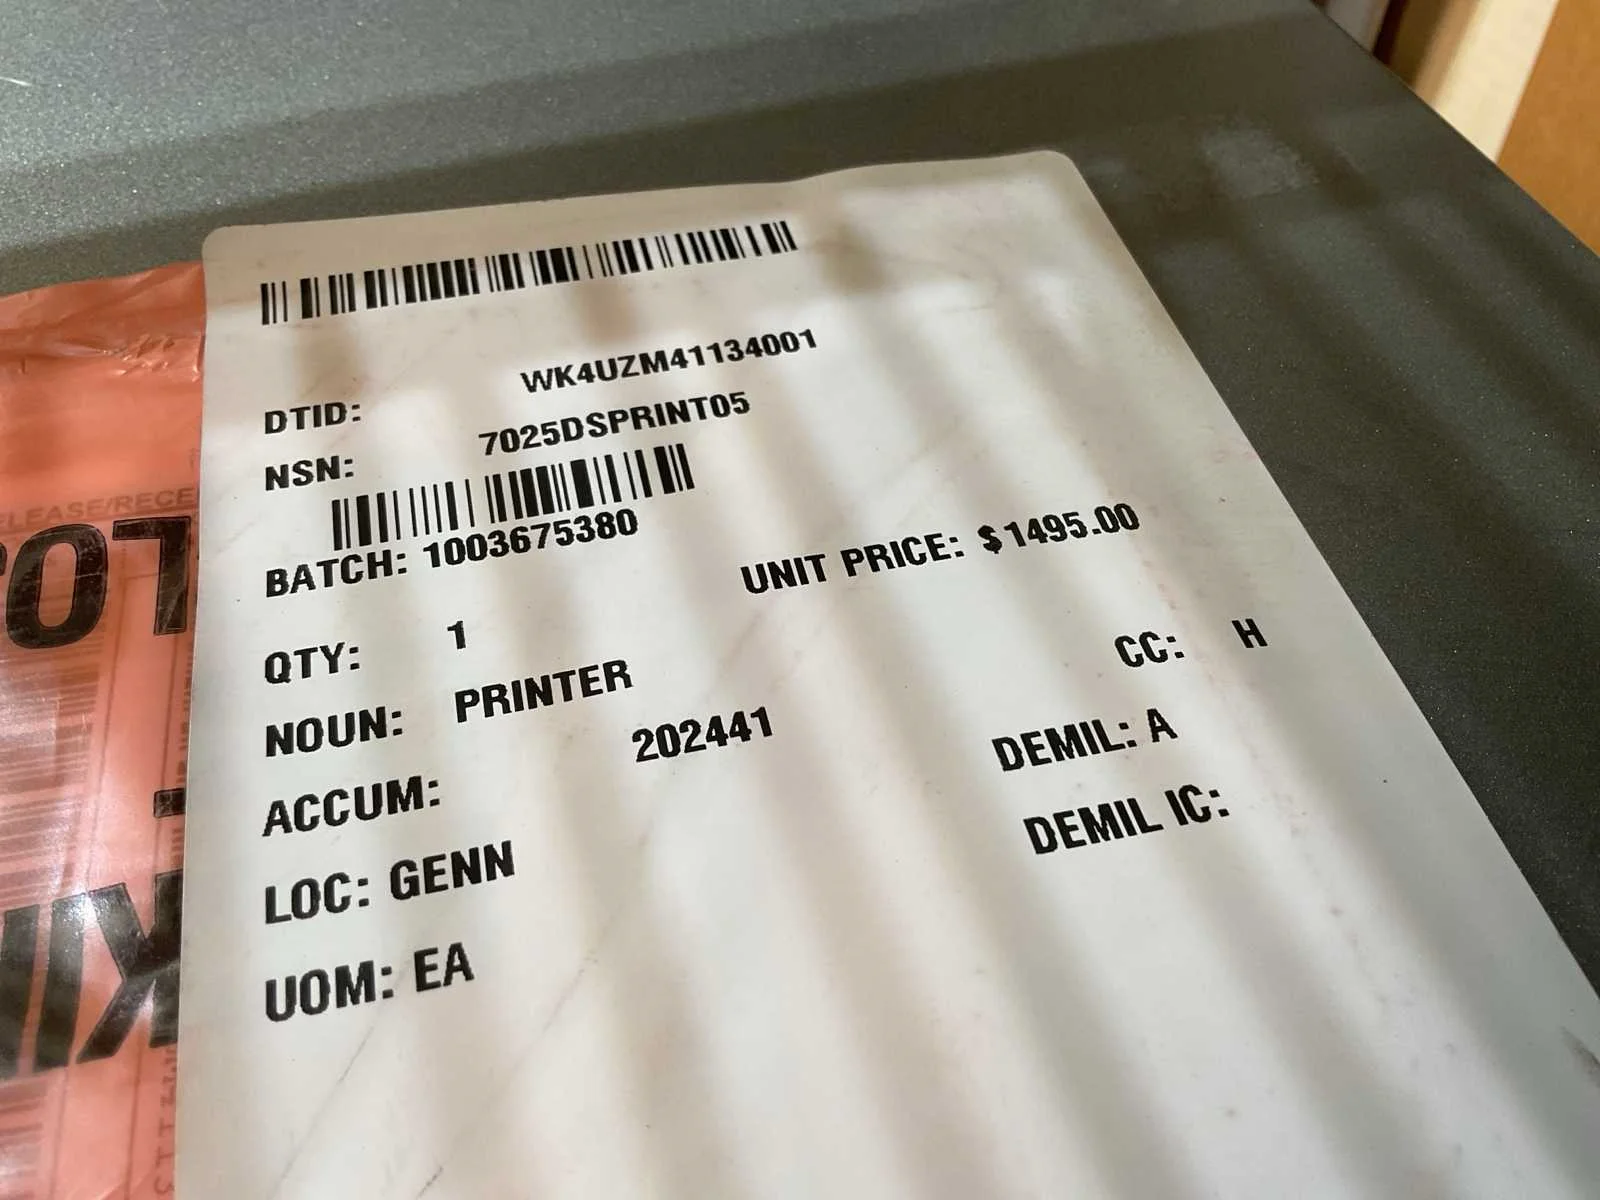 DTID: WK4UZM41134001
NSN: 7025DSPRINT05
BATCH: 1003675380
UNIT PRICE: $1495.00
QTY: 1
CC: H
NOUN: PRINTER
ACCUM: 202441
DEMIL: A
LOC: GENN
DEMIL IC:
UOM: EA